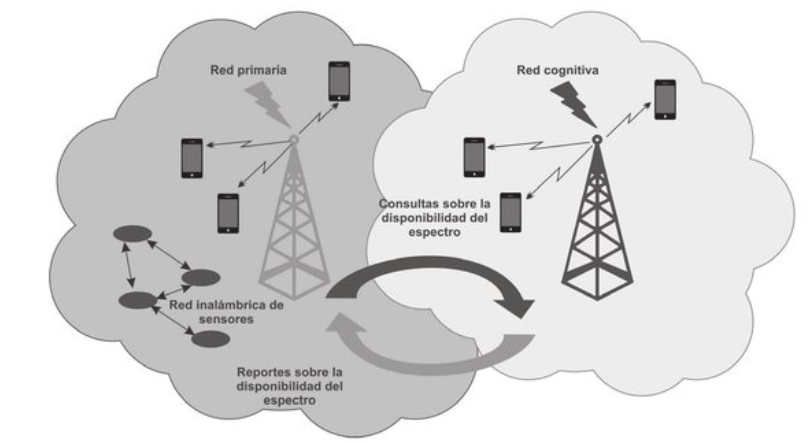 Red primaria
Red cognitiva
Consultas sobre la
disponibilidad del
espectro
Red inalámbrica de
sensores
Reportes sobre la
disponibilidad del
espectro